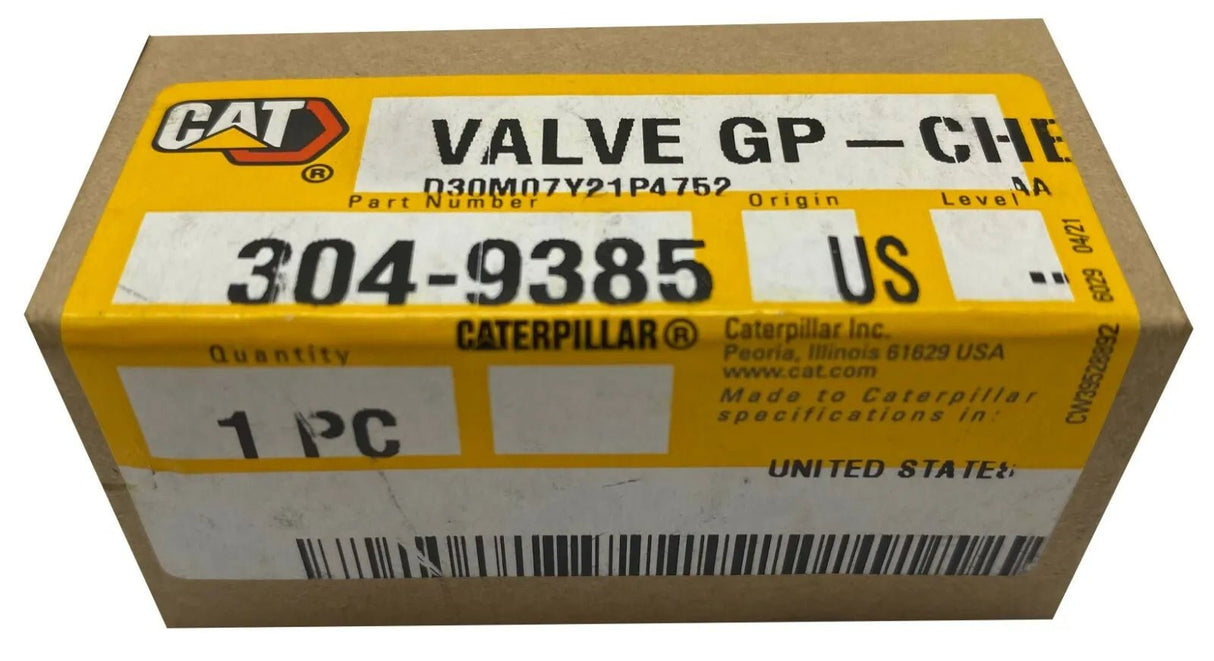 CAT
®
VALVE GP-CHE
D30M07Y21P4752 AA
Part Number Origin Level
304-9385 US --
CATERPILLAR®
Quantity
1 PC
Caterpillar Inc.
Peoria, Illinois 61629 USA
www.cat.com
Made to Caterpillar
specifications in:
UNITED STATES
CW39528892 6029 04/21